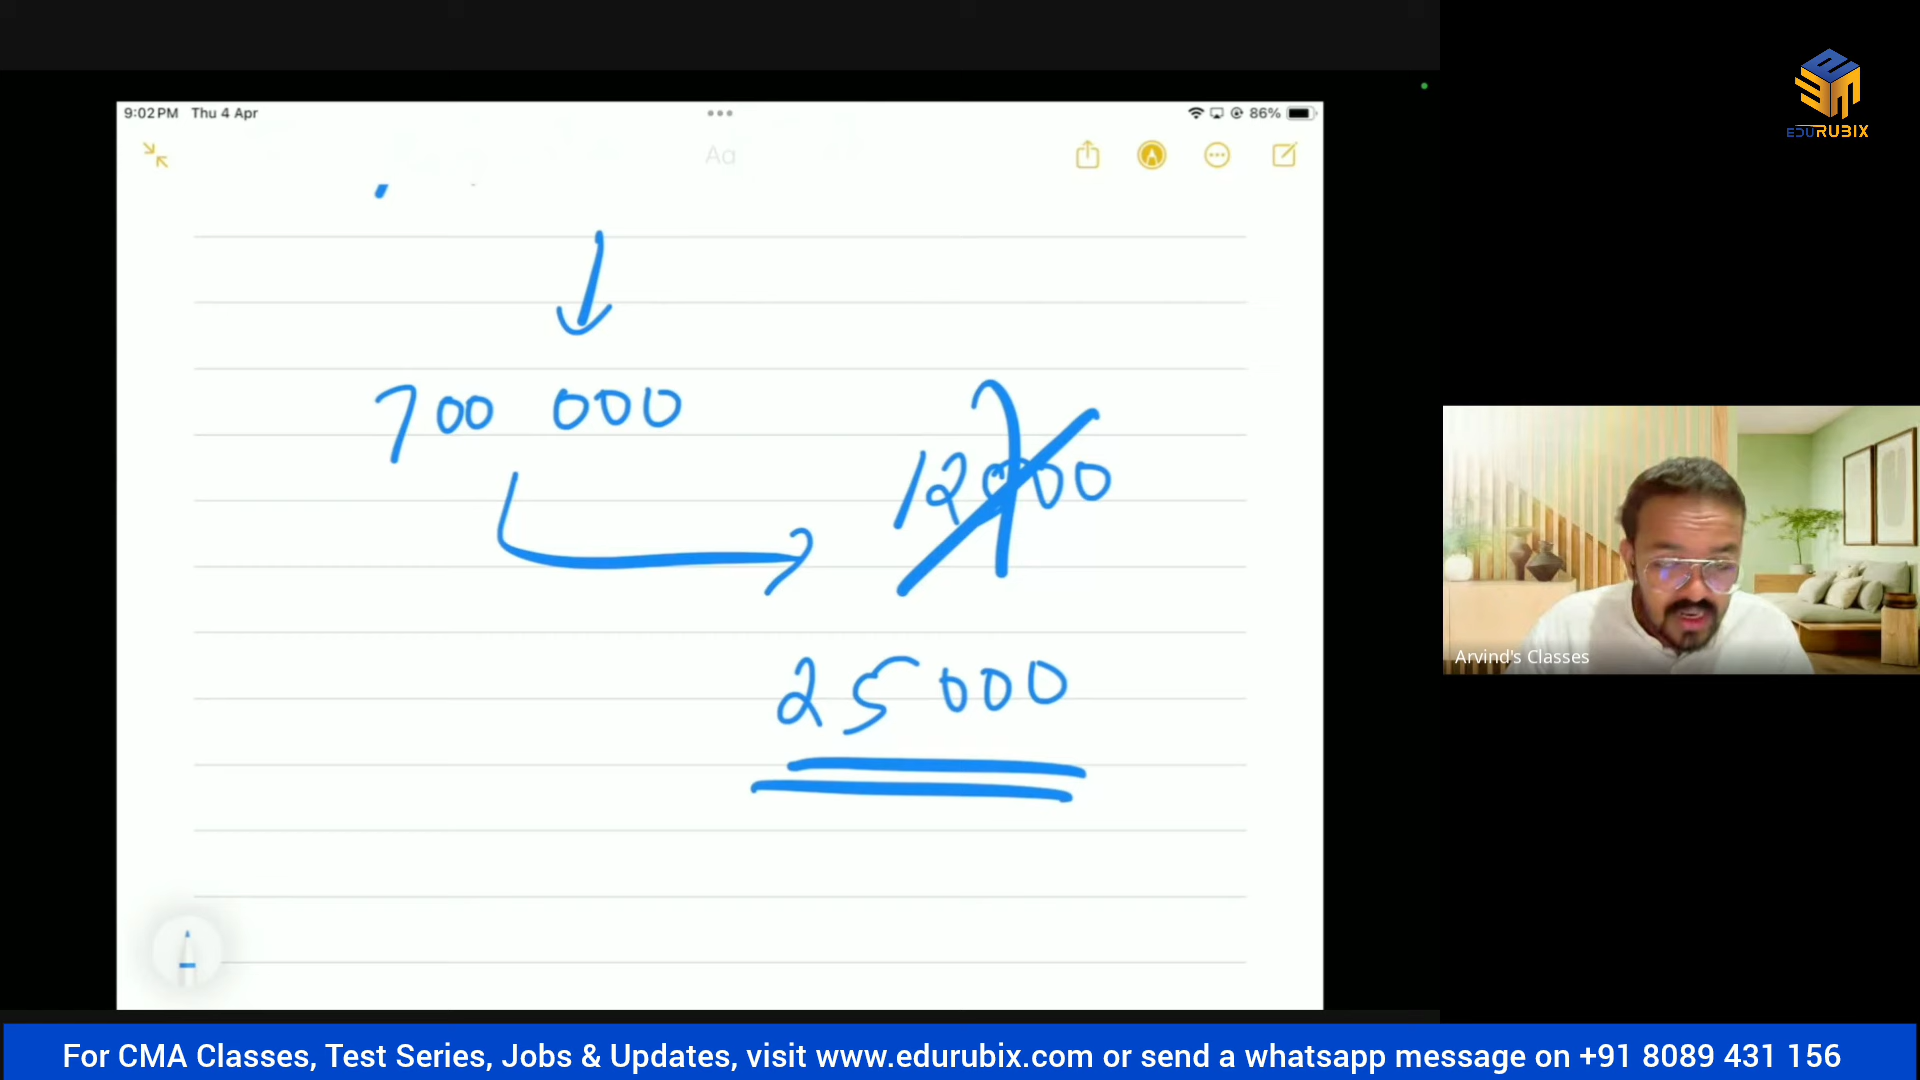 EDURUBIX
9:02 PM Thu 4 Apr
86%
Aa
700 000
12000
25000
Arvind's Classes
For CMA Classes, Test Series, Jobs & Updates, visit www.edurubix.com or send a whatsapp message on +91 8089 431 156